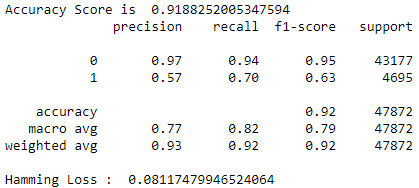 Accuracy Score is 0.9188252005347594
precision recall f1-score support
0 0.97 0.94 0.95 43177
1 0.57 0.70 0.63 4695
accuracy 0.92 47872
macro avg 0.77 0.82 0.79 47872
weighted avg 0.93 0.92 0.92 47872
Hamming Loss : 0.08117479946524064